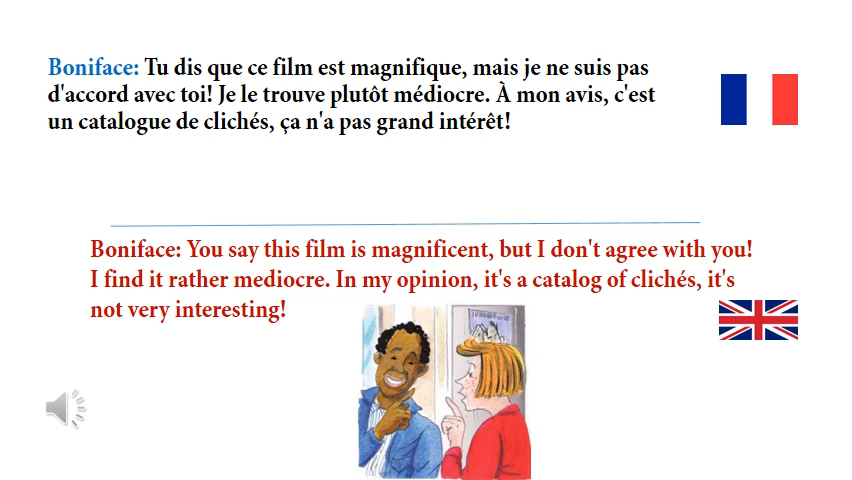 Boniface: Tu dis que ce film est magnifique, mais je ne suis pas
d'accord avec toi! Je le trouve plutôt médiocre. À mon avis, c'est
un catalogue de clichés, ça n'a pas grand intérêt!
Boniface: You say this film is magnificent, but I don't agree with you!
I find it rather mediocre. In my opinion, it's a catalog of clichés, it's
not very interesting!